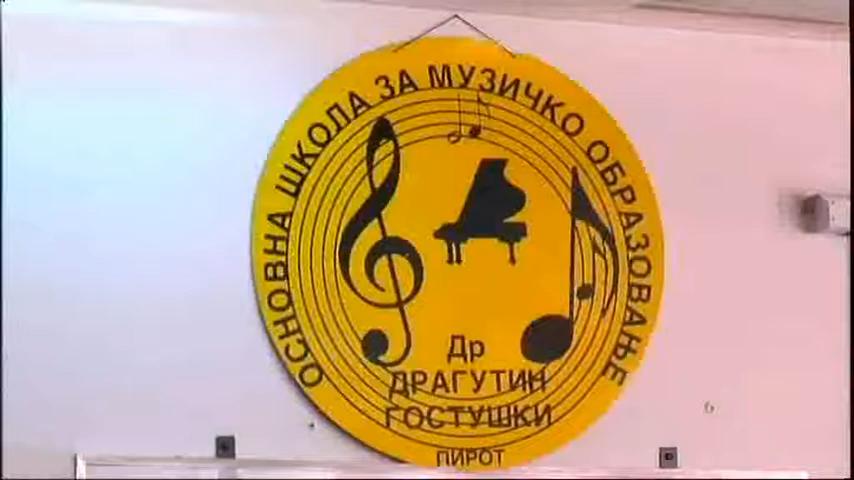 ОСНОВНА ШКОЛА ЗА МУЗИЧКО ОБРАЗОВАЊЕ
Др
ДРАГУТИН
ГОСТУШКИ
ПИРОТ